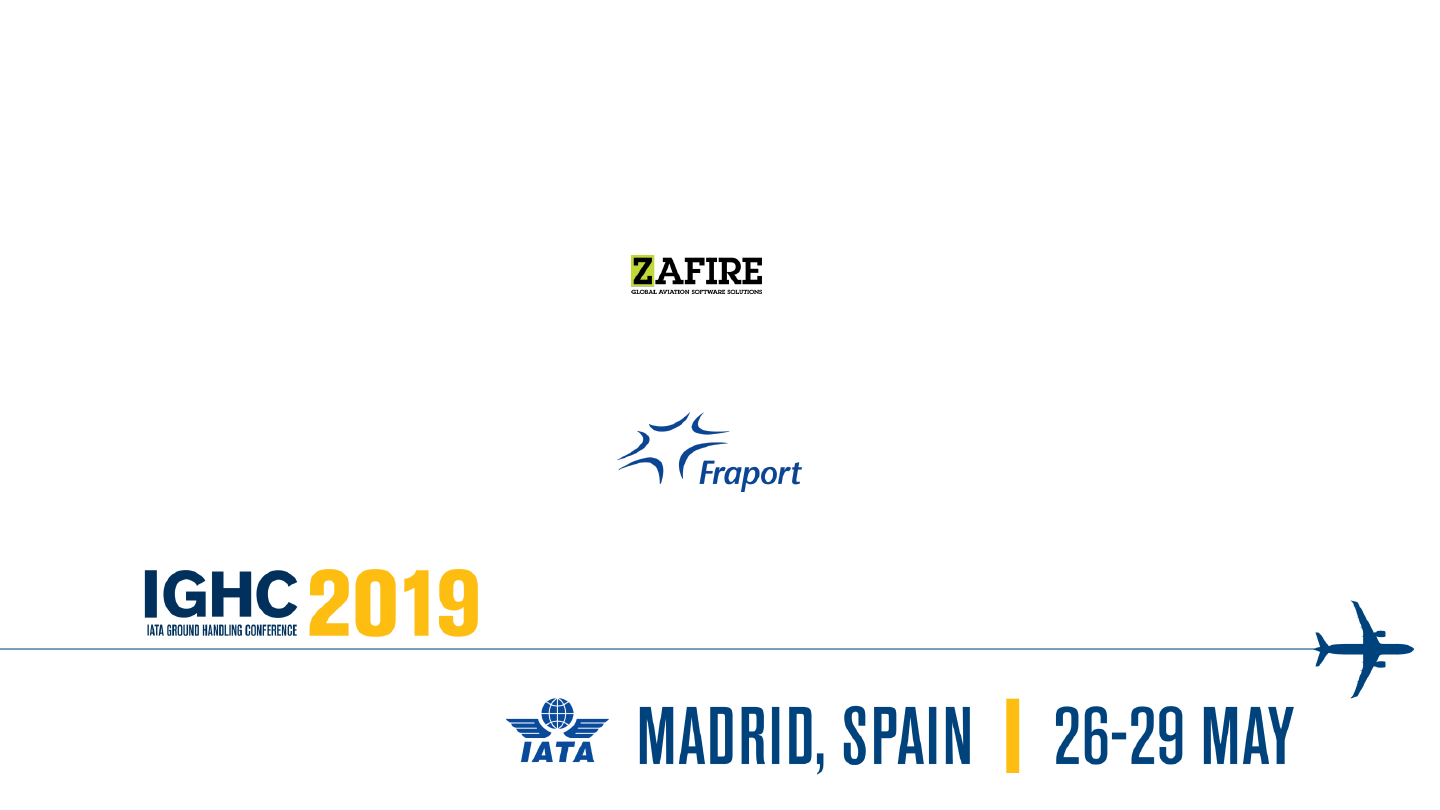 ZAFIRE
GLOBAL AVIATION SOFTWARE SOLUTIONS
Fraport
IGHC 2019
IATA GROUND HANDLING CONFERENCE
IATA
MADRID, SPAIN | 26-29 MAY